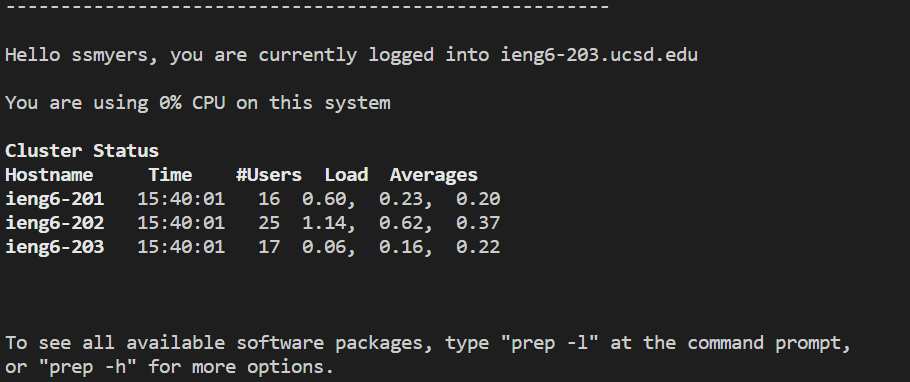 -------------------------------------------------------
Hello ssmyers, you are currently logged into ieng6-203.ucsd.edu
You are using 0% CPU on this system
Cluster Status
Hostname     Time    #Users  Load  Averages
ieng6-201   15:40:01   16  0.60,  0.23,  0.20
ieng6-202   15:40:01   25  1.14,  0.62,  0.37
ieng6-203   15:40:01   17  0.06,  0.16,  0.22
To see all available software packages, type "prep -l" at the command prompt,
or "prep -h" for more options.